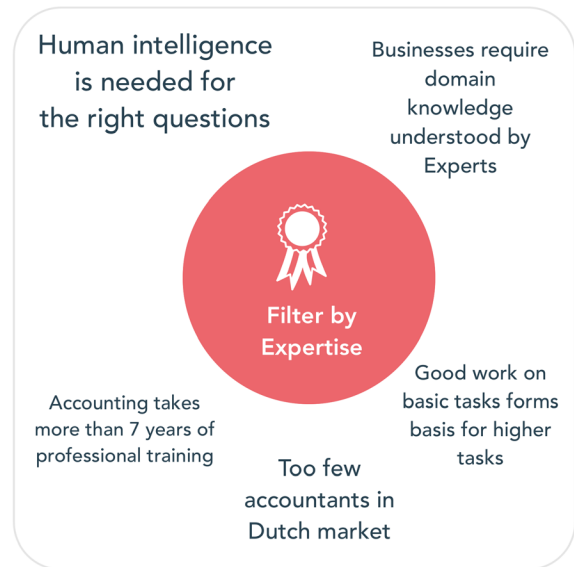 Human intelligence
is needed for
the right questions
Businesses require
domain
knowledge
understood by
Experts
Filter by
Expertise
Good work on
basic tasks forms
basis for higher
tasks
Accounting takes
more than 7 years of
professional training
Too few
accountants in
Dutch market